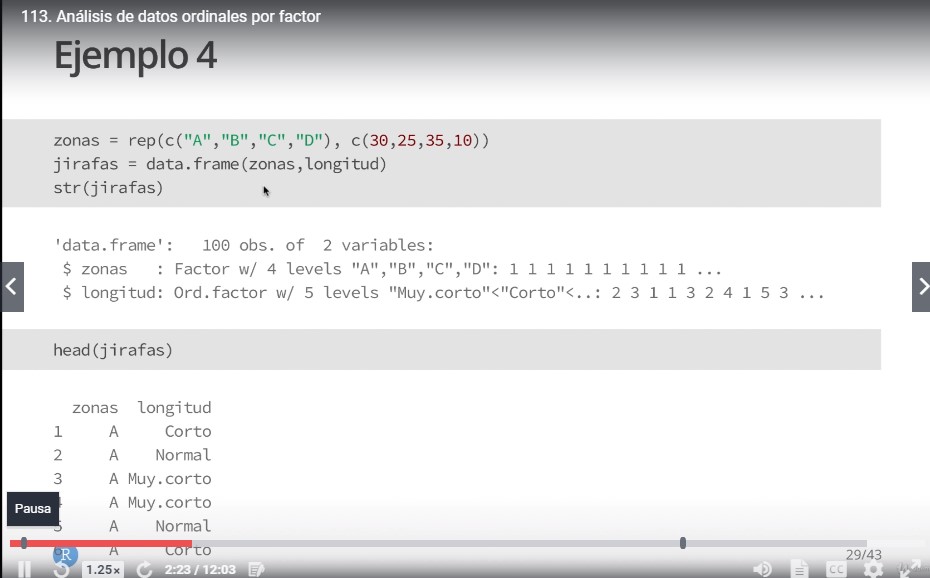 113. Análisis de datos ordinales por factor
Ejemplo 4
zonas = rep(c("A","B","C","D"), c(30,25,35,10))
jirafas = data.frame(zonas,longitud)
str(jirafas)
'data.frame':   100 obs. of  2 variables:
 $ zonas   : Factor w/ 4 levels "A","B","C","D": 1 1 1 1 1 1 1 1 1 1 ...
 $ longitud: Ord.factor w/ 5 levels "Muy.corto"<"Corto"<..: 2 3 1 1 3 2 4 1 5 3 ...
head(jirafas)
  zonas  longitud
1     A     Corto
2     A    Normal
3     A Muy.corto
4     A Muy.corto
Pausa
5     A    Normal
6     A     Corto
29/43
R
1.25×
2:23 / 12:03
CC